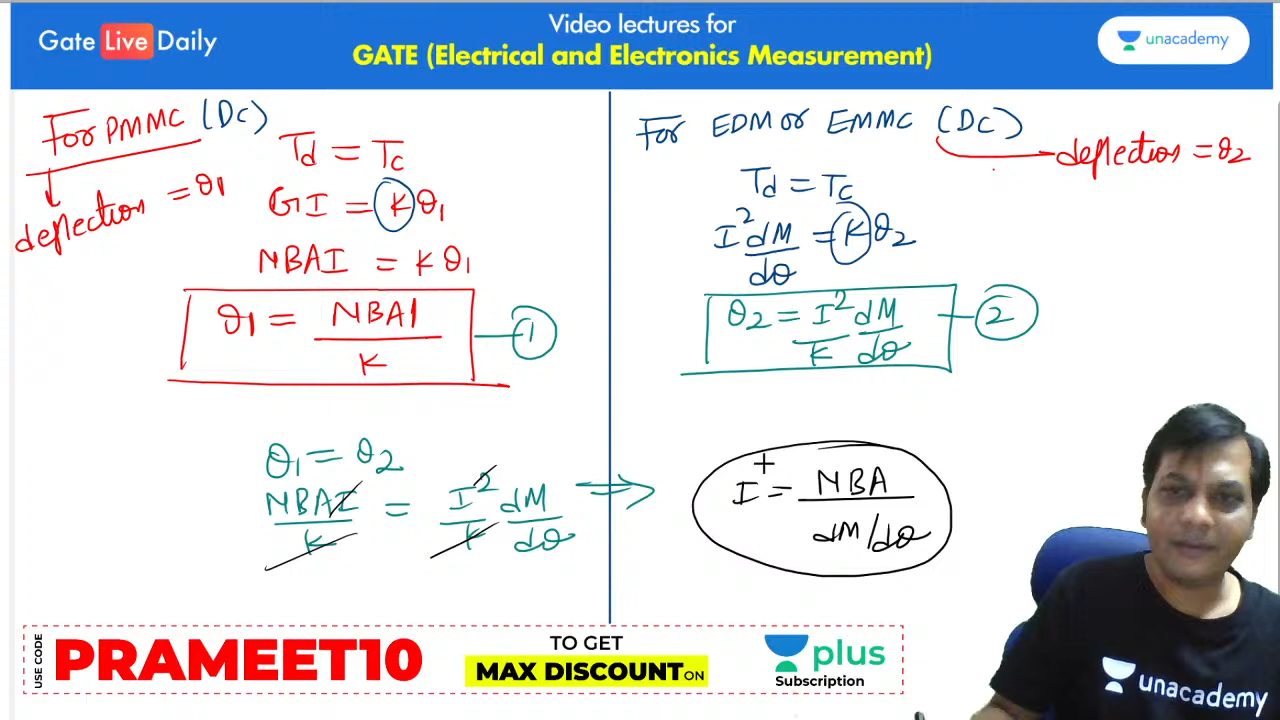 Gate Live Daily
Video lectures for
GATE (Electrical and Electronics Measurement)
unacademy
For PMMC (DC)
deflection = θ1
Td = Tc
GI = Kθ1
NBAI = Kθ1
θ1 = NBAI / K — 1
For EDM or EMMC (DC)
deflection = θ2
Td = Tc
I² dM/dθ = Kθ2
θ2 = I²/K dM/dθ — 2
θ1 = θ2
NBAI/K = I²/K dM/dθ ⇒
I+ = NBA / dM/dθ
USE CODE
PRAMEET10
TO GET
MAX DISCOUNT ON
plus
Subscription
unacademy